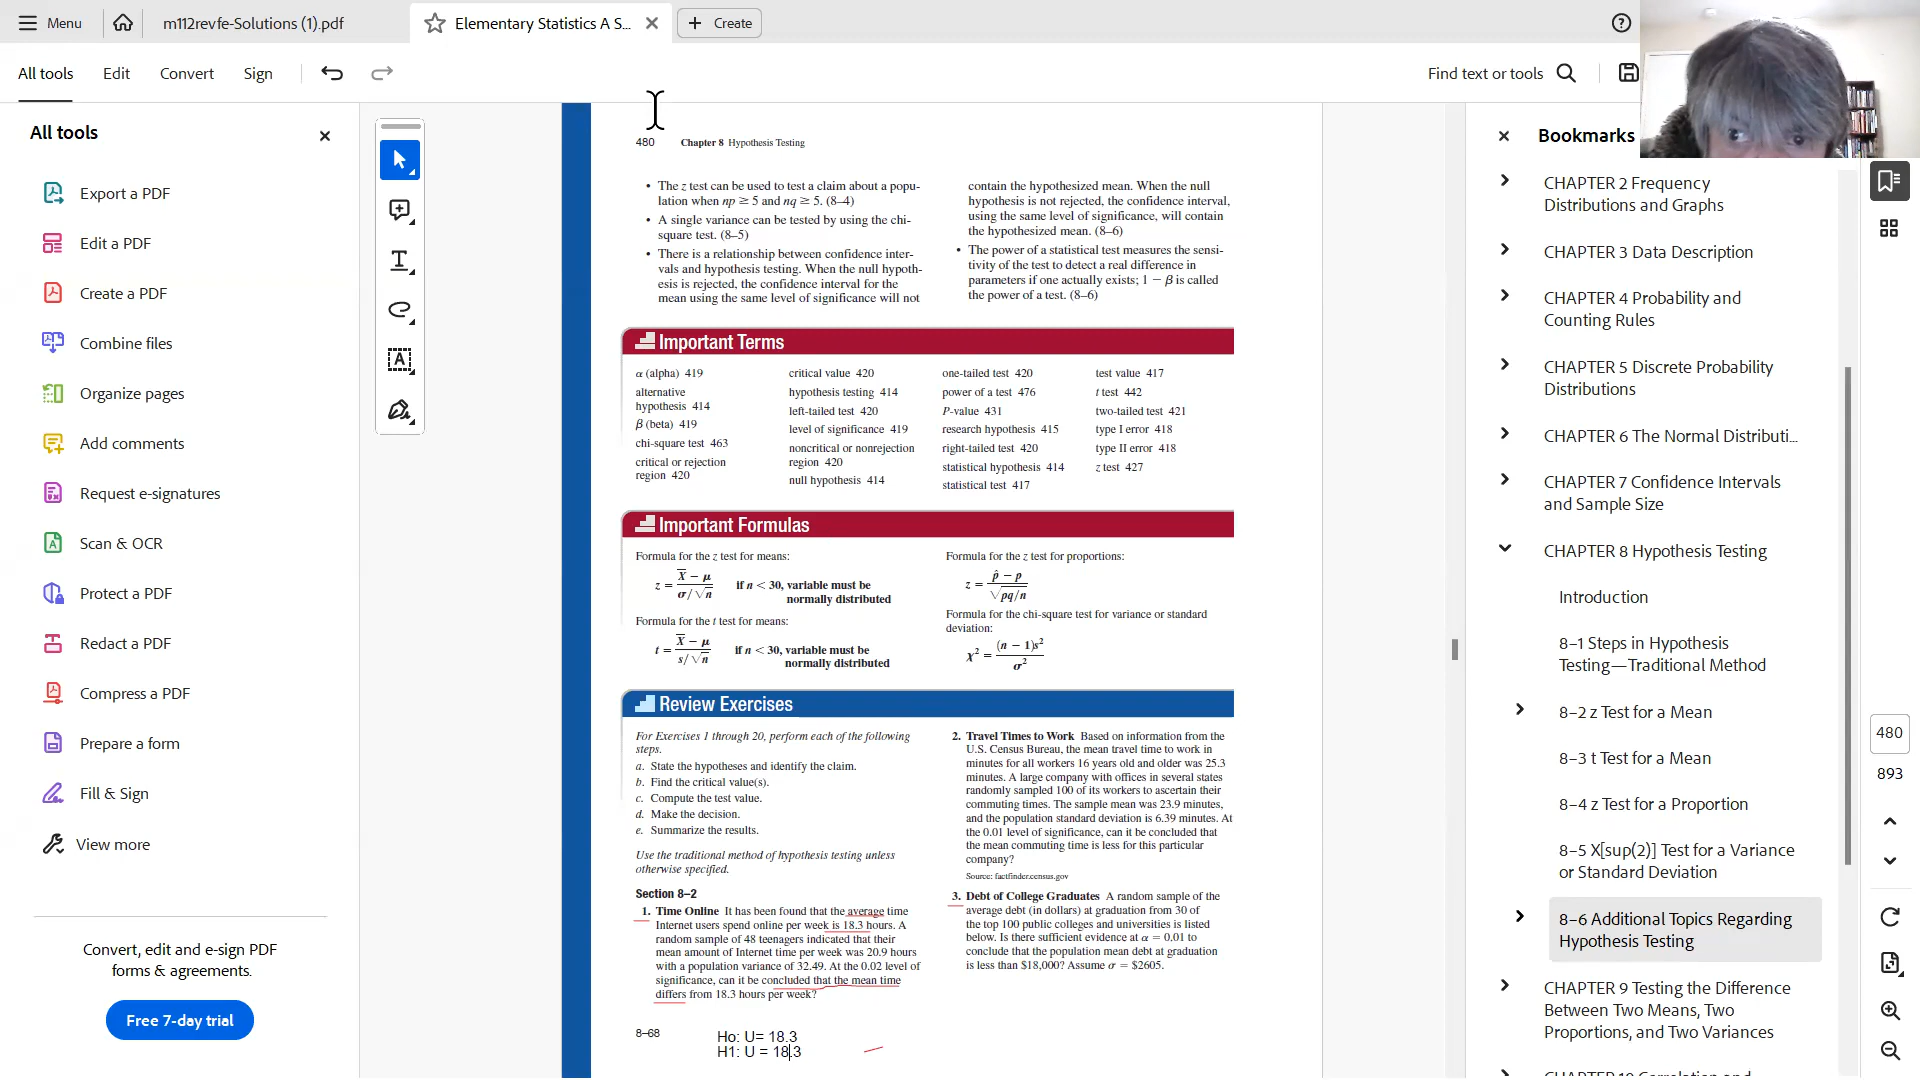 Menu
m112revfe-Solutions (1).pdf
Elementary Statistics A S...
Create
All tools
Edit
Convert
Sign
Find text or tools
All tools
Export a PDF
Edit a PDF
Create a PDF
Combine files
Organize pages
Add comments
Request e-signatures
Scan & OCR
Protect a PDF
Redact a PDF
Compress a PDF
Prepare a form
Fill & Sign
View more
Convert, edit and e-sign PDF
forms & agreements.
Free 7-day trial
480 Chapter 8 Hypothesis Testing
• The z test can be used to test a claim about a popu-
lation when np ≥ 5 and nq ≥ 5. (8–4)
• A single variance can be tested by using the chi-
square test. (8–5)
• There is a relationship between confidence inter-
vals and hypothesis testing. When the null hypoth-
esis is rejected, the confidence interval for the
mean using the same level of significance will not
contain the hypothesized mean. When the null
hypothesis is not rejected, the confidence interval,
using the same level of significance, will contain
the hypothesized mean. (8–6)
• The power of a statistical test measures the sensi-
tivity of the test to detect a real difference in
parameters if one actually exists; 1 − β is called
the power of a test. (8–6)
Important Terms
α (alpha) 419
alternative
hypothesis 414
β (beta) 419
chi-square test 463
critical or rejection
region 420
critical value 420
hypothesis testing 414
left-tailed test 420
level of significance 419
noncritical or nonrejection
region 420
null hypothesis 414
one-tailed test 420
power of a test 476
P-value 431
research hypothesis 415
right-tailed test 420
statistical hypothesis 414
statistical test 417
test value 417
t test 442
two-tailed test 421
type I error 418
type II error 418
z test 427
Important Formulas
Formula for the z test for means:
z = (X̄ − μ)/(σ/√n) if n < 30, variable must be
normally distributed
Formula for the t test for means:
t = (X̄ − μ)/(s/√n) if n < 30, variable must be
normally distributed
Formula for the z test for proportions:
z = (p̂ − p)/√(pq/n)
Formula for the chi-square test for variance or standard
deviation:
χ² = (n − 1)s²/σ²
Review Exercises
For Exercises 1 through 20, perform each of the following
steps.
a. State the hypotheses and identify the claim.
b. Find the critical value(s).
c. Compute the test value.
d. Make the decision.
e. Summarize the results.
Use the traditional method of hypothesis testing unless
otherwise specified.
Section 8–2
1. Time Online It has been found that the average time
Internet users spend online per week is 18.3 hours. A
random sample of 48 teenagers indicated that their
mean amount of Internet time per week was 20.9 hours
with a population variance of 32.49. At the 0.02 level of
significance, can it be concluded that the mean time
differs from 18.3 hours per week?
2. Travel Times to Work Based on information from the
U.S. Census Bureau, the mean travel time to work in
minutes for all workers 16 years old and older was 25.3
minutes. A large company with offices in several states
randomly sampled 100 of its workers to ascertain their
commuting times. The sample mean was 23.9 minutes,
and the population standard deviation is 6.39 minutes. At
the 0.01 level of significance, can it be concluded that
the mean commuting time is less for this particular
company?
Source: factfinder.census.gov
3. Debt of College Graduates A random sample of the
average debt (in dollars) at graduation from 30 of
the top 100 public colleges and universities is listed
below. Is there sufficient evidence at α = 0.01 to
conclude that the population mean debt at graduation
is less than $18,000? Assume σ = $2605.
8–68
Ho: U= 18.3
H1: U = 18.3
Bookmarks
CHAPTER 2 Frequency
Distributions and Graphs
CHAPTER 3 Data Description
CHAPTER 4 Probability and
Counting Rules
CHAPTER 5 Discrete Probability
Distributions
CHAPTER 6 The Normal Distributi...
CHAPTER 7 Confidence Intervals
and Sample Size
CHAPTER 8 Hypothesis Testing
Introduction
8–1 Steps in Hypothesis
Testing—Traditional Method
8–2 z Test for a Mean
8–3 t Test for a Mean
8–4 z Test for a Proportion
8–5 X[sup(2)] Test for a Variance
or Standard Deviation
8–6 Additional Topics Regarding
Hypothesis Testing
CHAPTER 9 Testing the Difference
Between Two Means, Two
Proportions, and Two Variances
480
893